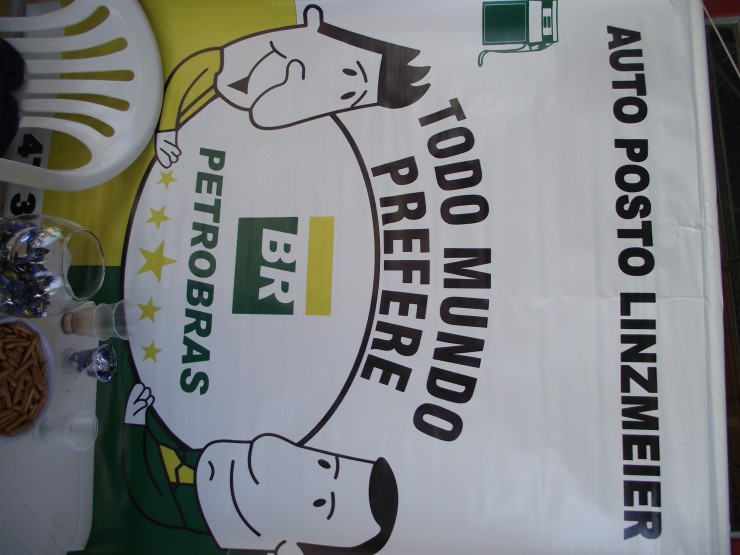 AUTO POSTO LINZMEIER
TODO MUNDO
PREFERE
BR
PETROBRAS